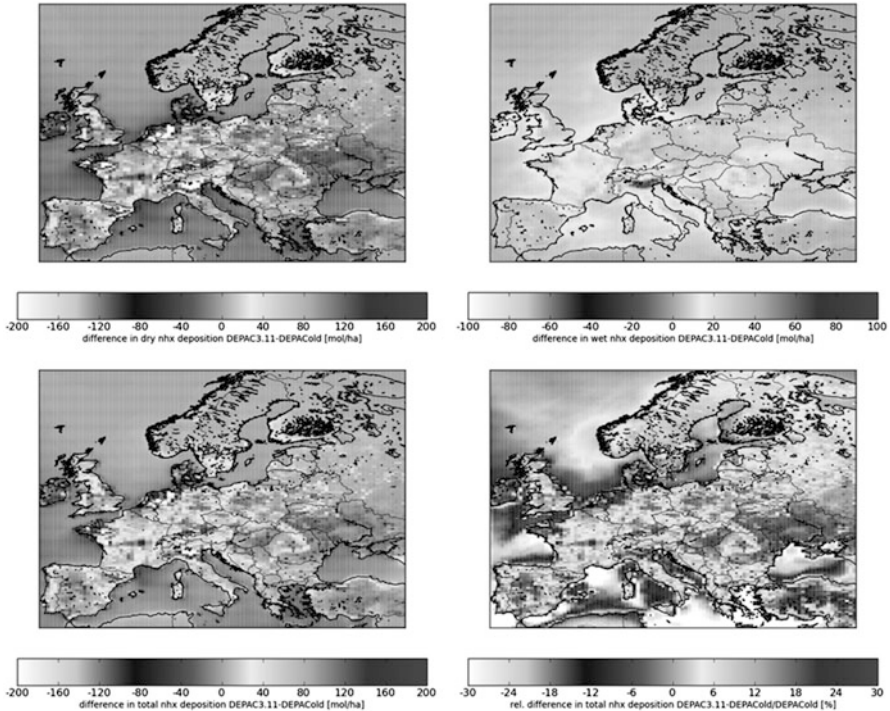 -200 -160 -120 -80 -40 0 40 80 120 160 200
difference in dry nhx deposition DEPAC3.11-DEPACold [mol/ha]
-100 -80 -60 -40 -20 0 20 40 60 80 100
difference in wet nhx deposition DEPAC3.11-DEPACold [mol/ha]
-200 -160 -120 -80 -40 0 40 80 120 160 200
difference in total nhx deposition DEPAC3.11-DEPACold [mol/ha]
-30 -24 -18 -12 -6 0 6 12 18 24 30
rel. difference in total nhx deposition DEPAC3.11-DEPACold/DEPACold [%]